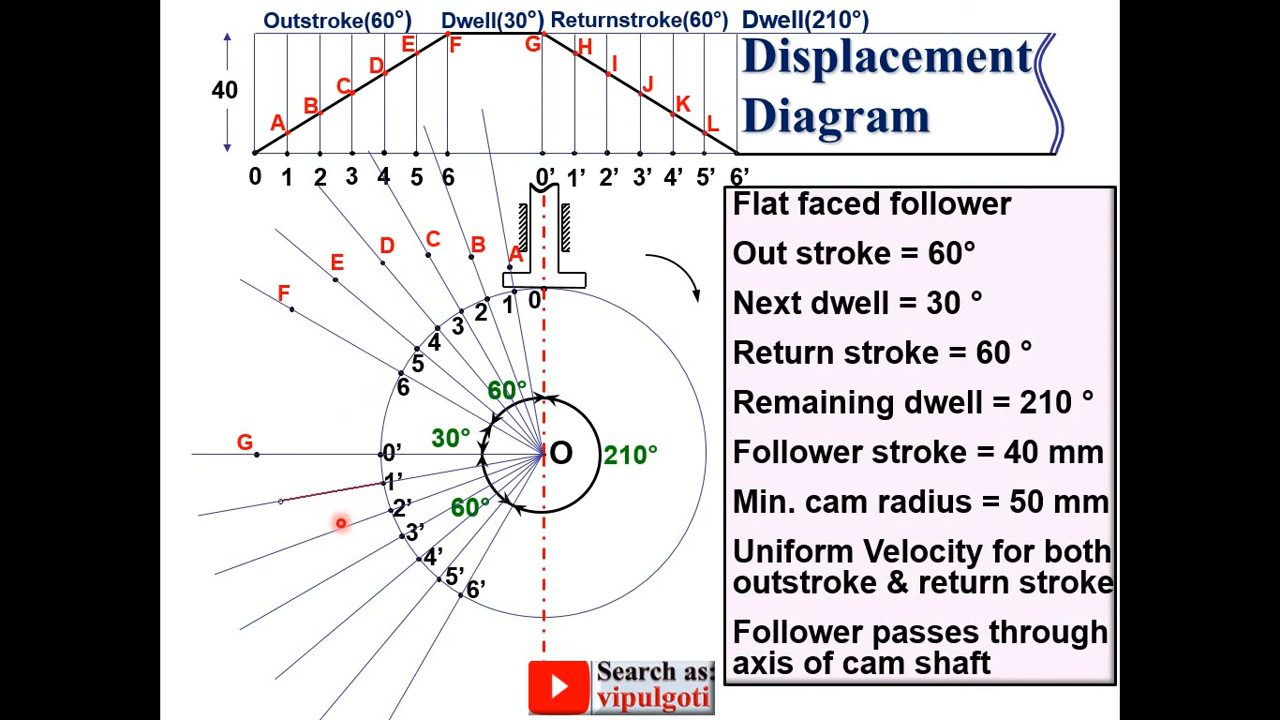 Outstroke(60°) Dwell(30°) Returnstroke(60°) Dwell(210°)
Displacement
Diagram
40
A B C D E F G H I J K L
0 1 2 3 4 5 6 0' 1' 2' 3' 4' 5' 6'
F E D C B A
G
0 1 2 3 4 5 6
0' 1' 2' 3' 4' 5' 6'
60°
30°
60°
O
210°
Flat faced follower
Out stroke = 60°
Next dwell = 30 °
Return stroke = 60 °
Remaining dwell = 210 °
Follower stroke = 40 mm
Min. cam radius = 50 mm
Uniform Velocity for both
outstroke & return stroke
Follower passes through
axis of cam shaft
Search as:
vipulgoti